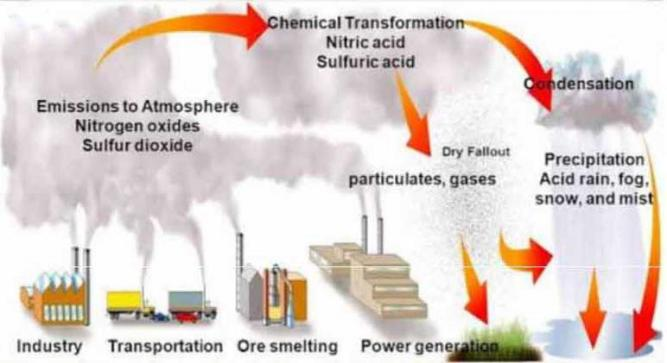 Chemical Transformation
Nitric acid
Sulfuric acid
Condensation
Emissions to Atmosphere
Nitrogen oxides
Sulfur dioxide
Dry Fallout
particulates, gases
Precipitation
Acid rain, fog,
snow, and mist
Industry
Transportation
Ore smelting
Power generation